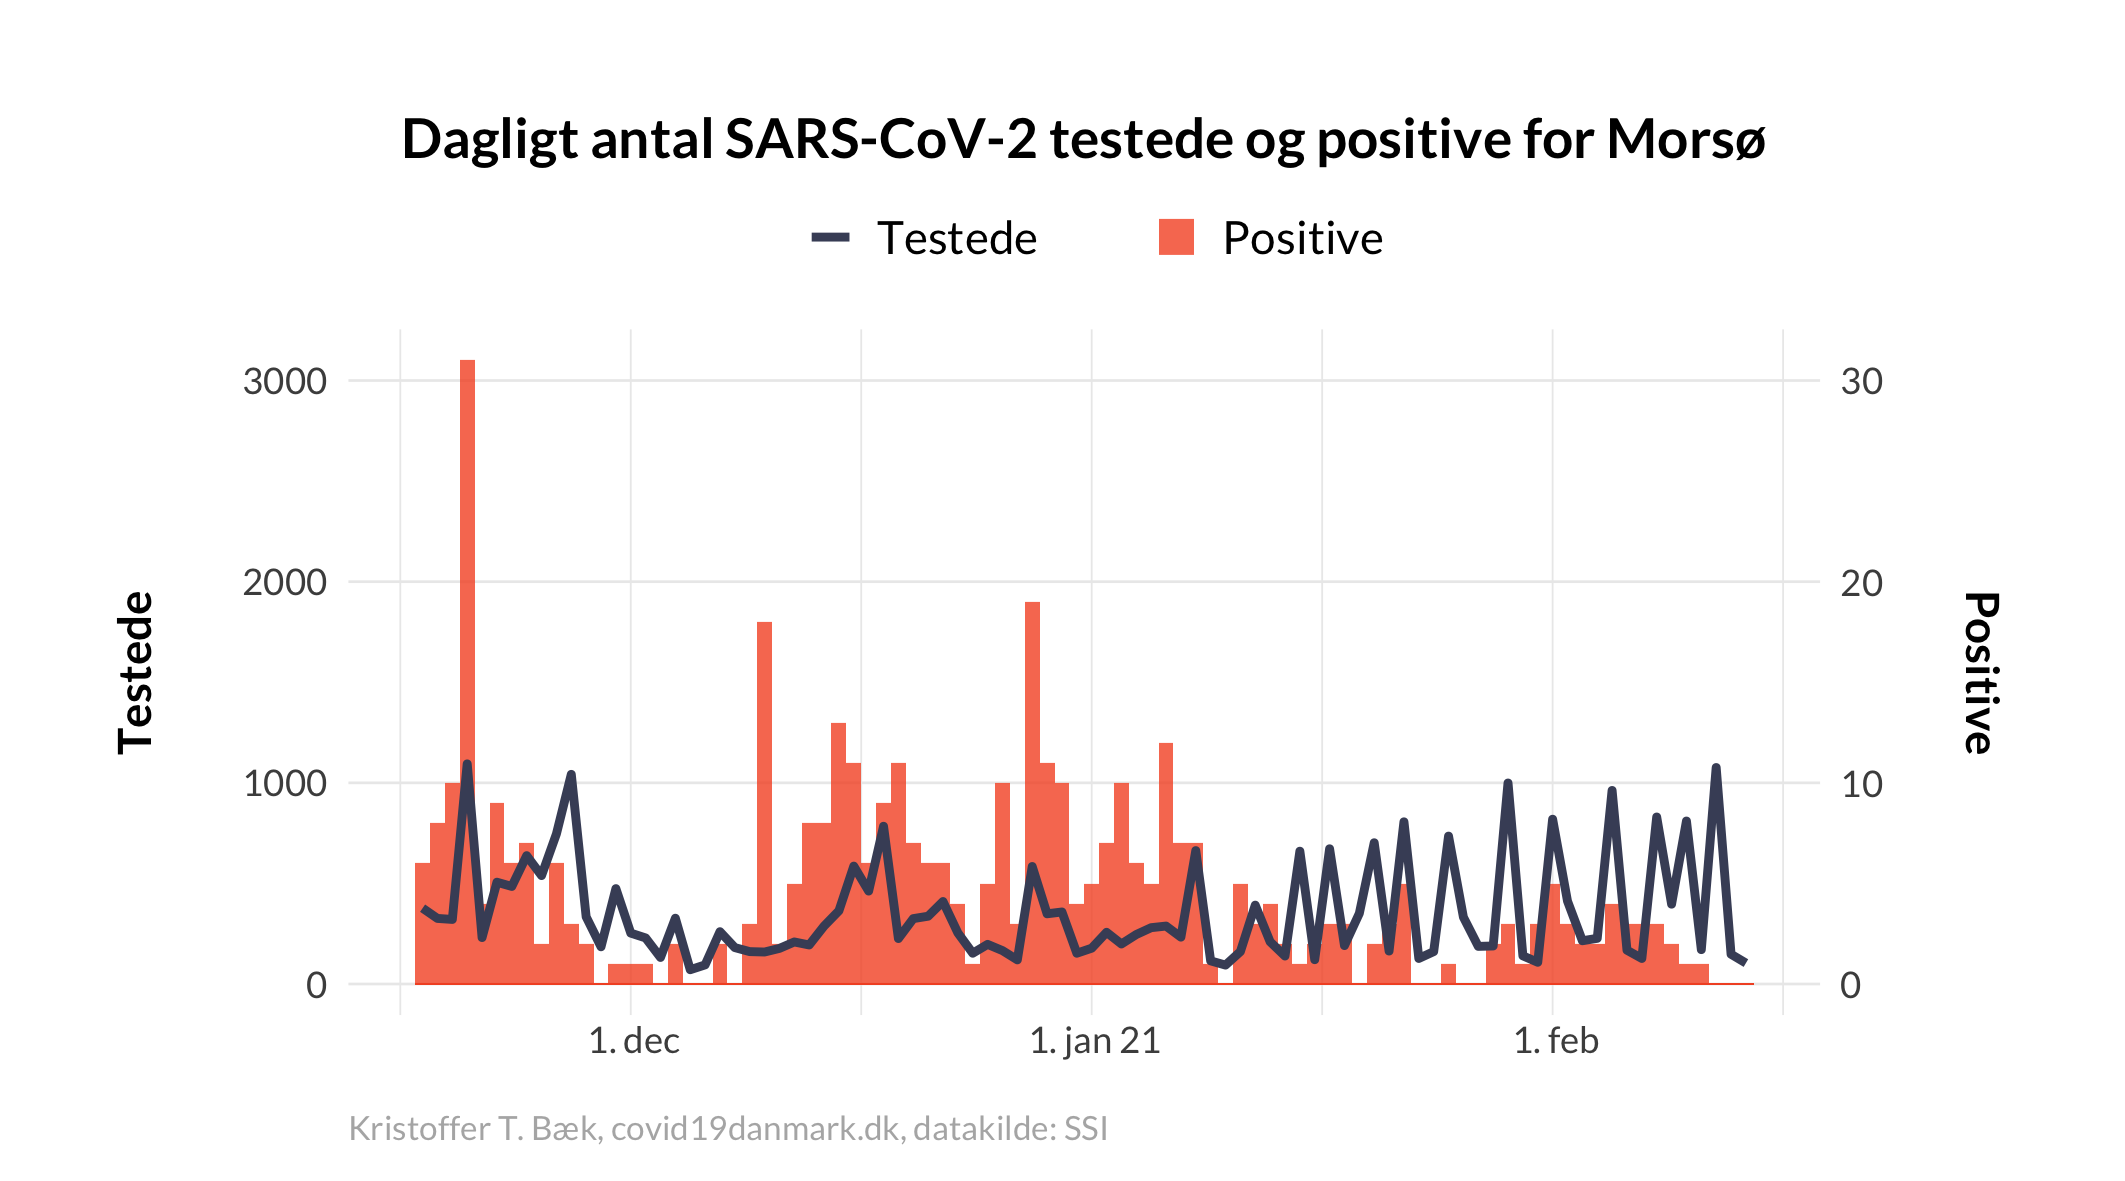 Dagligt antal SARS-CoV-2 testede og positive for Morsø
Testede
Positive
Testede
3000
2000
1000
0
30
20
10
0
Positive
1. dec
1. jan 21
1. feb
Kristoffer T. Bæk, covid19danmark.dk, datakilde: SSI